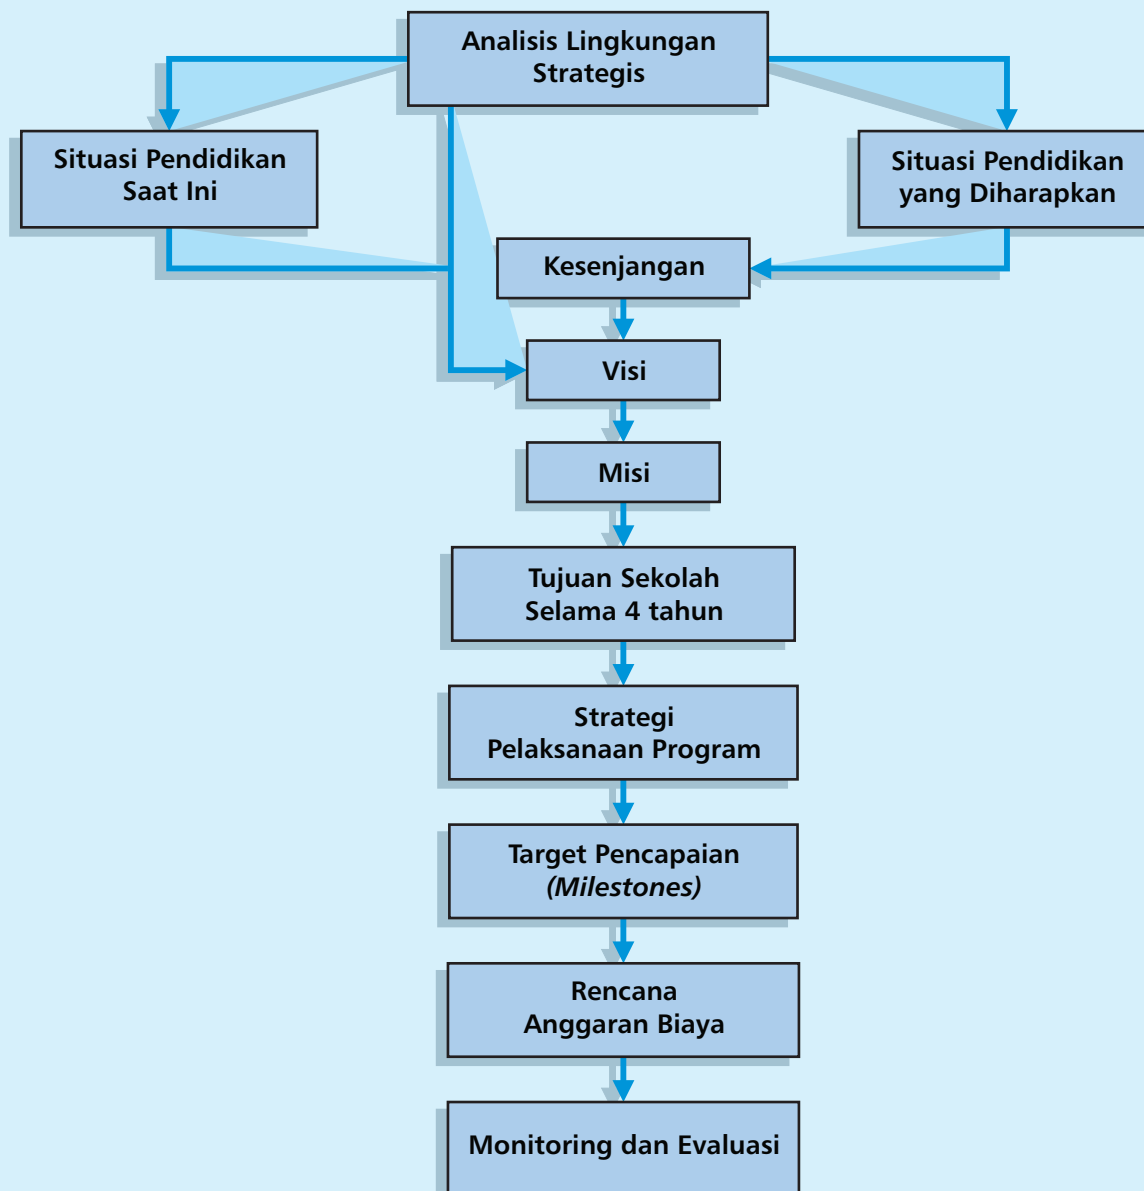 Analisis Lingkungan
Strategis
Situasi Pendidikan
Saat Ini
Situasi Pendidikan
yang Diharapkan
Kesenjangan
Visi
Misi
Tujuan Sekolah
Selama 4 tahun
Strategi
Pelaksanaan Program
Target Pencapaian
(Milestones)
Rencana
Anggaran Biaya
Monitoring dan Evaluasi